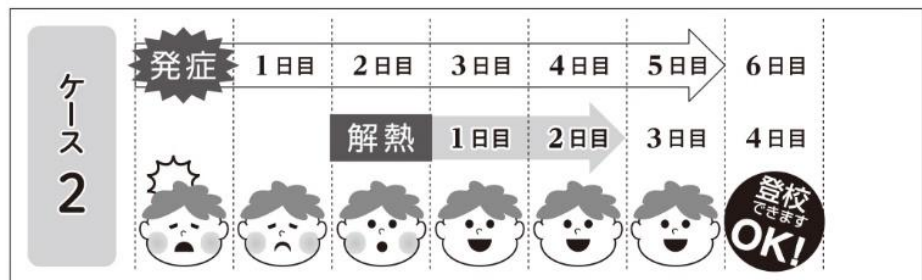 ケース2
発症 1日目 2日目 3日目 4日目 5日目 6日目
解熱 1日目 2日目 3日目 4日目
登校
できます
OK!